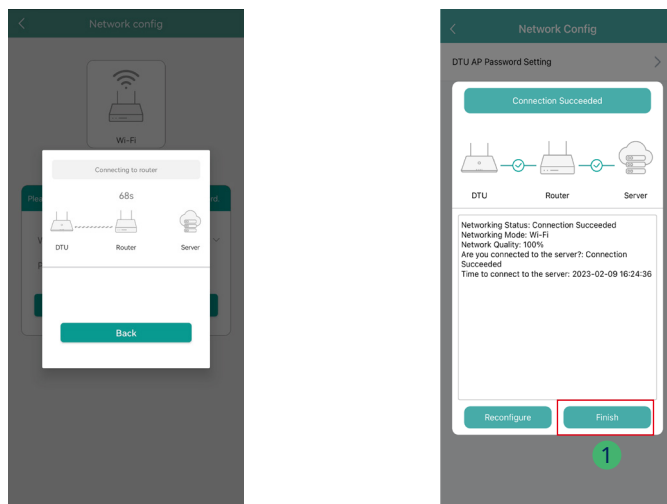 Network config
Wi-Fi
Connecting to router
68s
DTU Router Server
Back
Network Config
DTU AP Password Setting
Connection Succeeded
DTU Router Server
Networking Status: Connection Succeeded
Networking Mode: Wi-Fi
Network Quality: 100%
Are you connected to the server?: Connection
Succeeded
Time to connect to the server: 2023-02-09 16:24:36
Reconfigure Finish
1